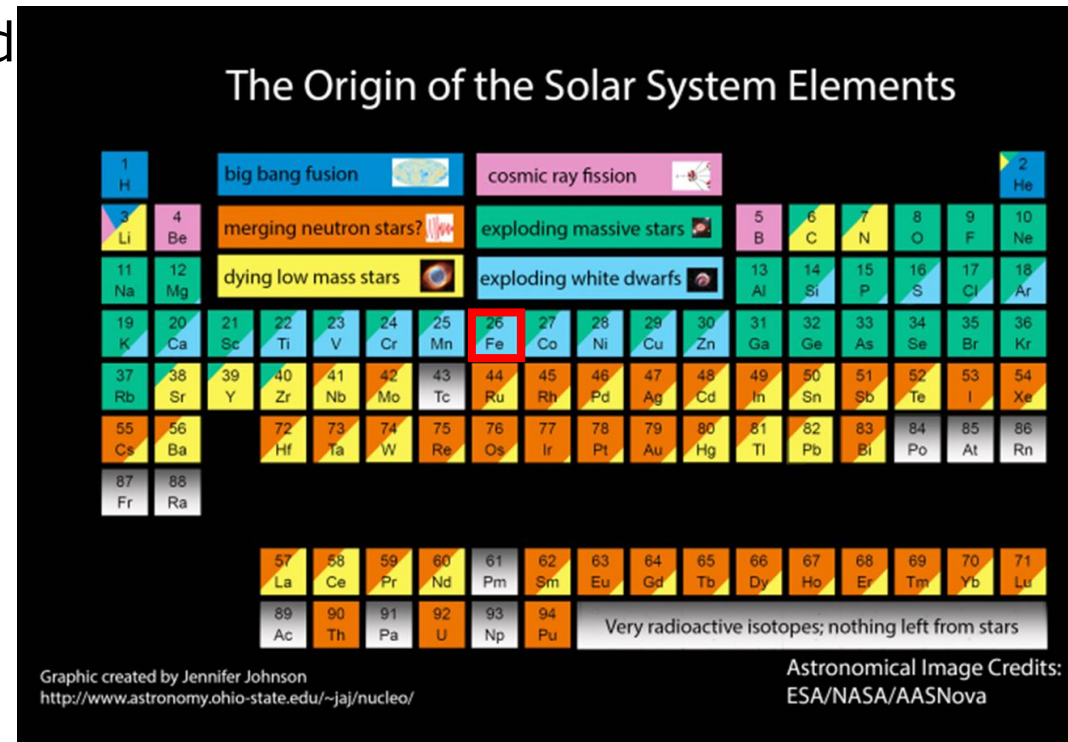 d
The Origin of the Solar System Elements
1
H
big bang fusion
cosmic ray fission
2
He
3
Li
4
Be
merging neutron stars?
exploding massive stars
5
B
6
C
7
N
8
O
9
F
10
Ne
11
Na
12
Mg
dying low mass stars
exploding white dwarfs
13
Al
14
Si
15
P
16
S
17
Cl
18
Ar
19
K
20
Ca
21
Sc
22
Ti
23
V
24
Cr
25
Mn
26
Fe
27
Co
28
Ni
29
Cu
30
Zn
31
Ga
32
Ge
33
As
34
Se
35
Br
36
Kr
37
Rb
38
Sr
39
Y
40
Zr
41
Nb
42
Mo
43
Tc
44
Ru
45
Rh
46
Pd
47
Ag
48
Cd
49
In
50
Sn
51
Sb
52
Te
53
I
54
Xe
55
Cs
56
Ba
72
Hf
73
Ta
74
W
75
Re
76
Os
77
Ir
78
Pt
79
Au
80
Hg
81
Tl
82
Pb
83
Bi
84
Po
85
At
86
Rn
87
Fr
88
Ra
57
La
58
Ce
59
Pr
60
Nd
61
Pm
62
Sm
63
Eu
64
Gd
65
Tb
66
Dy
67
Ho
68
Er
69
Tm
70
Yb
71
Lu
89
Ac
90
Th
91
Pa
92
U
93
Np
94
Pu
Very radioactive isotopes; nothing left from stars
Graphic created by Jennifer Johnson
http://www.astronomy.ohio-state.edu/~jaj/nucleo/
Astronomical Image Credits:
ESA/NASA/AASNova